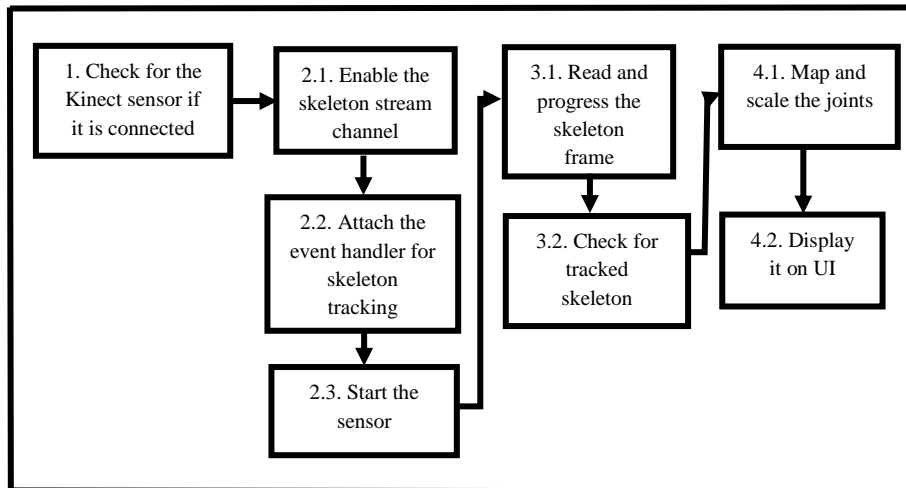 1. Check for the
Kinect sensor if
it is connected
2.1. Enable the
skeleton stream
channel
2.2. Attach the
event handler for
skeleton
tracking
2.3. Start the
sensor
3.1. Read and
progress the
skeleton
frame
3.2. Check for
tracked
skeleton
4.1. Map and
scale the joints
4.2. Display
it on UI